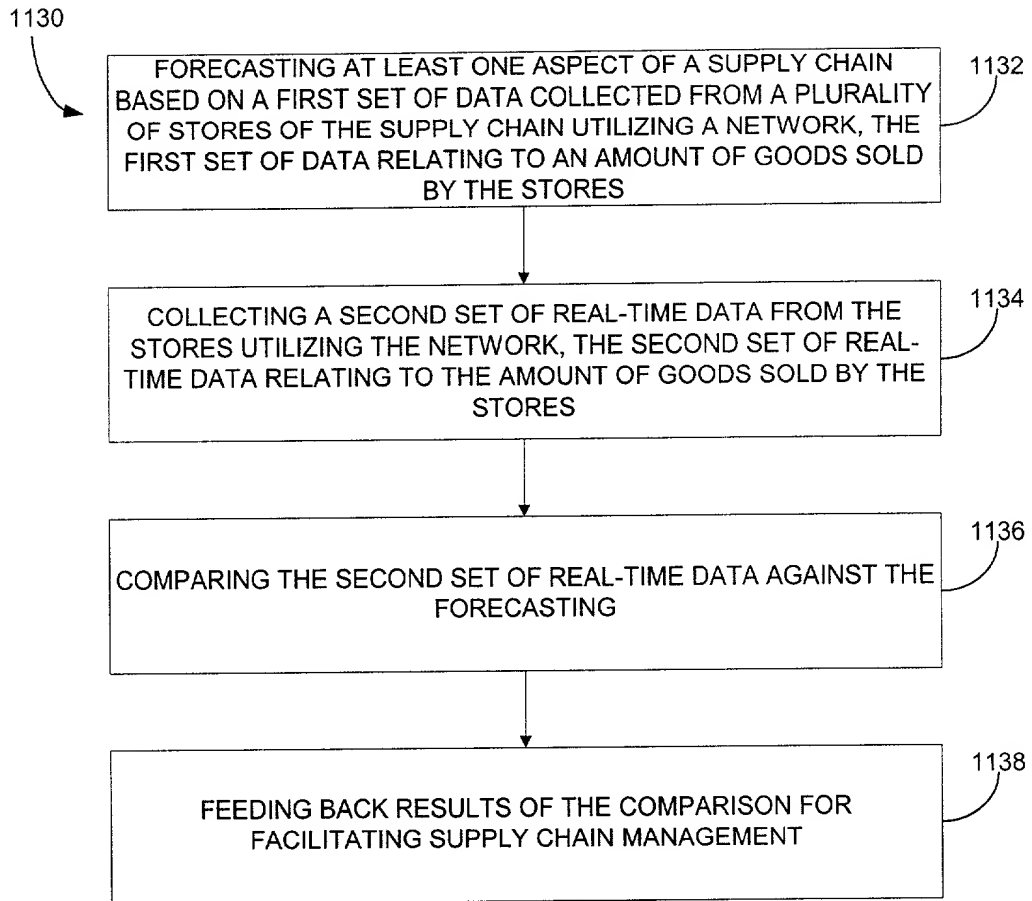 1130
FORECASTING AT LEAST ONE ASPECT OF A SUPPLY CHAIN
BASED ON A FIRST SET OF DATA COLLECTED FROM A PLURALITY
OF STORES OF THE SUPPLY CHAIN UTILIZING A NETWORK, THE
FIRST SET OF DATA RELATING TO AN AMOUNT OF GOODS SOLD
BY THE STORES
1132
COLLECTING A SECOND SET OF REAL-TIME DATA FROM THE
STORES UTILIZING THE NETWORK, THE SECOND SET OF REAL-
TIME DATA RELATING TO THE AMOUNT OF GOODS SOLD BY THE
STORES
1134
COMPARING THE SECOND SET OF REAL-TIME DATA AGAINST THE
FORECASTING
1136
FEEDING BACK RESULTS OF THE COMPARISON FOR
FACILITATING SUPPLY CHAIN MANAGEMENT
1138